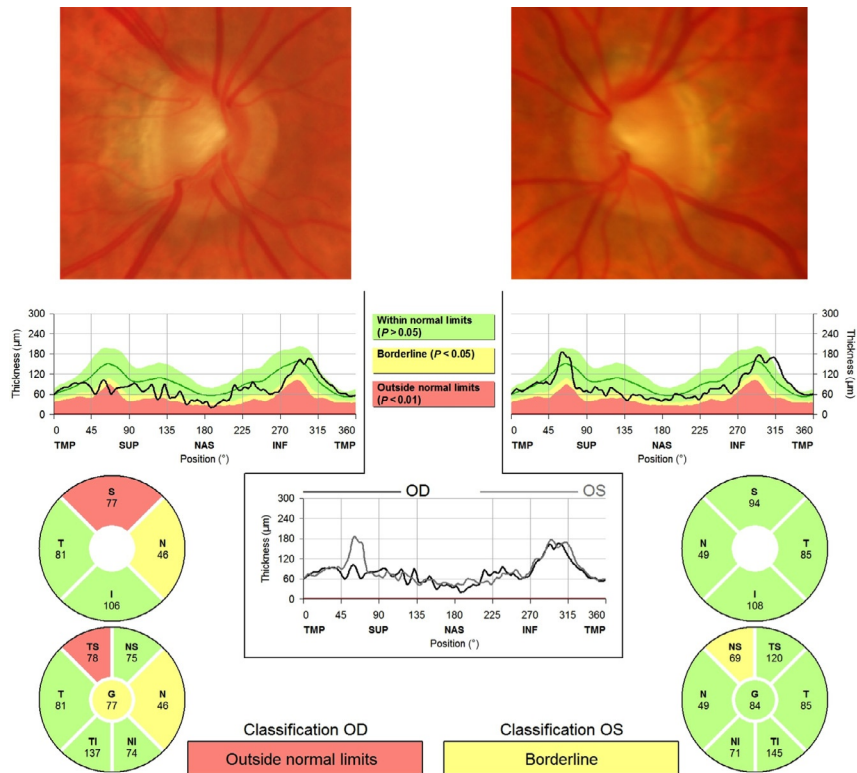 300
240
180
120
60
0
Thickness (µm)
0 45 90 135 180 225 270 315 360
TMP SUP NAS INF TMP
Position (°)
Within normal limits
(P > 0.05)
Borderline (P < 0.05)
Outside normal limits
(P < 0.01)
300
240
180
120
60
0
Thickness (µm)
0 45 90 135 180 225 270 315 360
TMP SUP NAS INF TMP
Position (°)
S
77
T
81
N
46
I
106
OD OS
300
240
180
120
60
0
Thickness (µm)
0 45 90 135 180 225 270 315 360
TMP SUP NAS INF TMP
Position (°)
S
94
N
49
T
85
I
108
TS
78
NS
75
T
81
G
77
N
46
TI
137
NI
74
Classification OD
Outside normal limits
Classification OS
Borderline
NS
69
TS
120
N
49
G
84
T
85
NI
71
TI
145